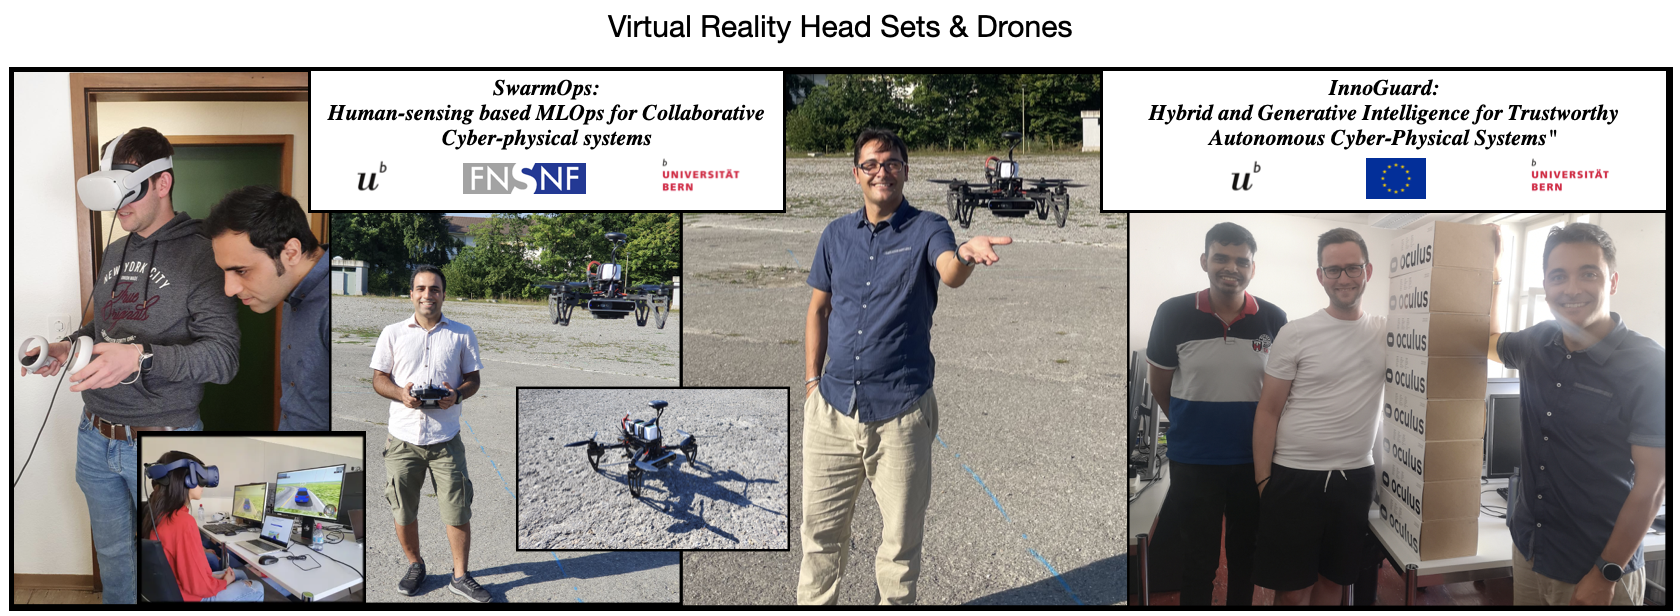 Virtual Reality Head Sets & Drones
SwarmOps:
Human-sensing based MLOps for Collaborative
Cyber-physical systems
u b
FNSNF
b
UNIVERSITÄT
BERN
InnoGuard:
Hybrid and Generative Intelligence for Trustworthy
Autonomous Cyber-Physical Systems"
u b
b
UNIVERSITÄT
BERN
NEW YORK CITY
True
Originals
oculus
oculus
oculus
oculus
oculus
oculus
oculus
oculus